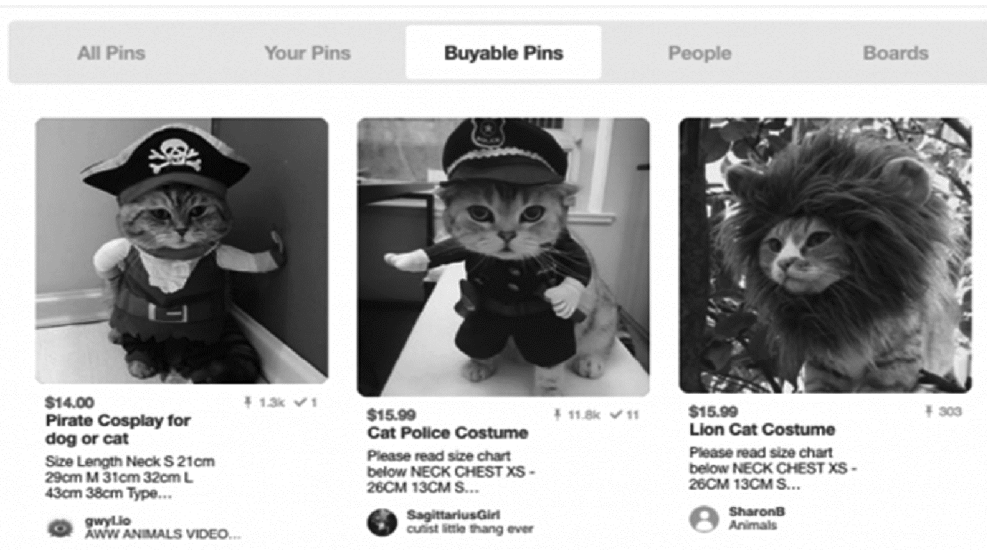 All Pins Your Pins Buyable Pins People Boards
$14.00 1.3k 1
Pirate Cosplay for
dog or cat
Size Length Neck S 21cm
29cm M 31cm 32cm L
43cm 38cm Type...
gwyl.io
AWW ANIMALS VIDEO...
$15.99 11.8k 11
Cat Police Costume
Please read size chart
below NECK CHEST XS -
26CM 13CM S...
SagittariusGirl
cutist little thang ever
$15.99 303
Lion Cat Costume
Please read size chart
below NECK CHEST XS -
26CM 13CM S...
SharonB
Animals